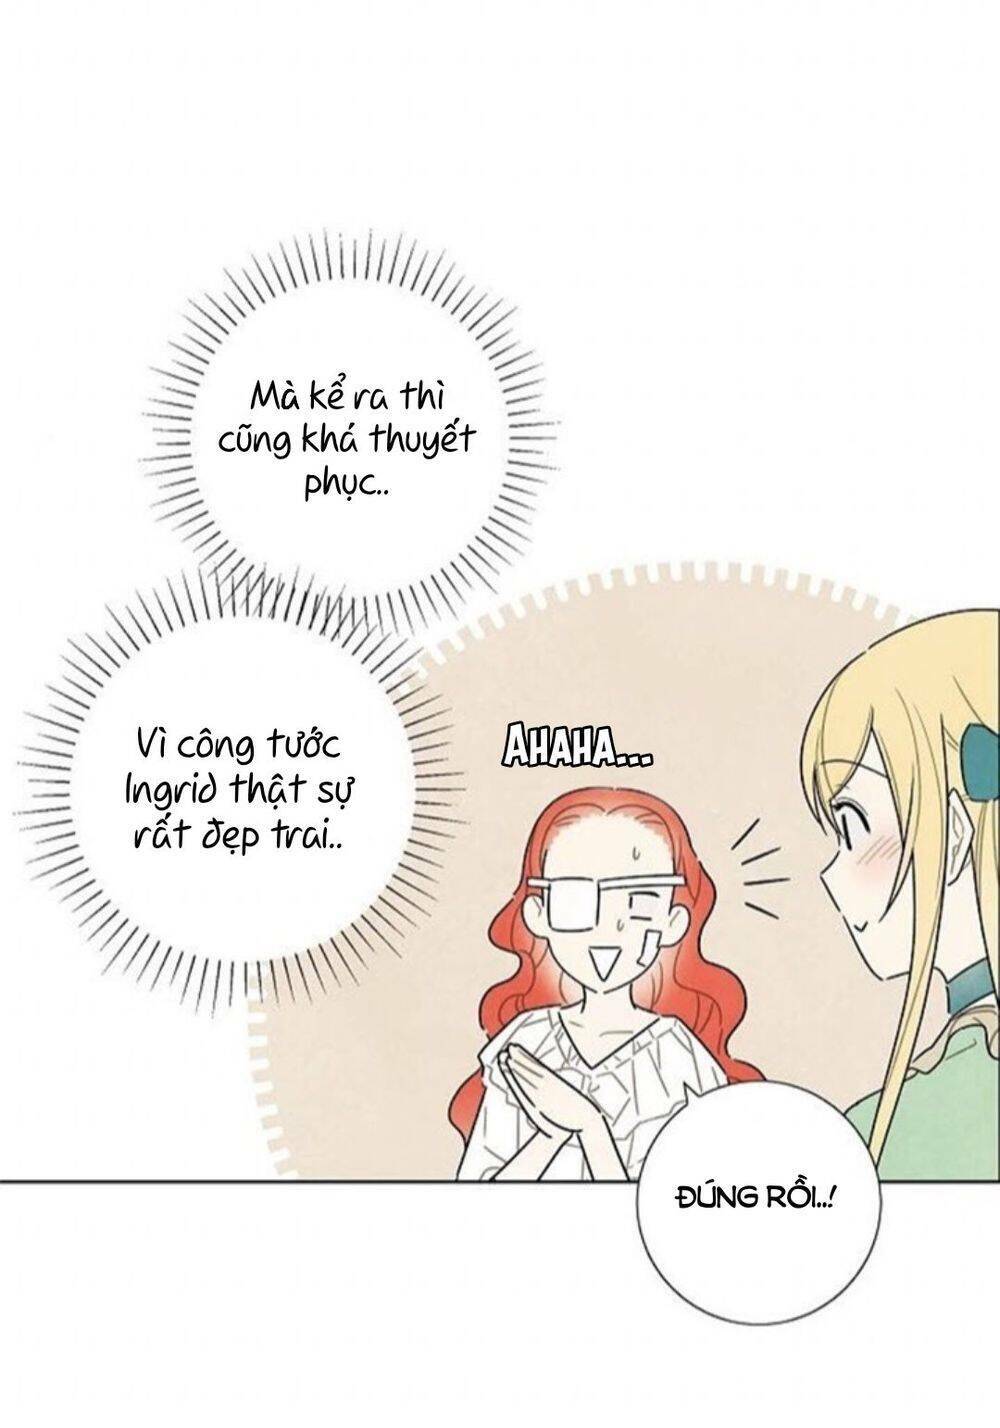 Mà kể ra thì
cũng khá thuyết
phục..
Vì công tước
Ingrid thật sự
rất đẹp trai..
AHAHA...
ĐÚNG RỒI..!